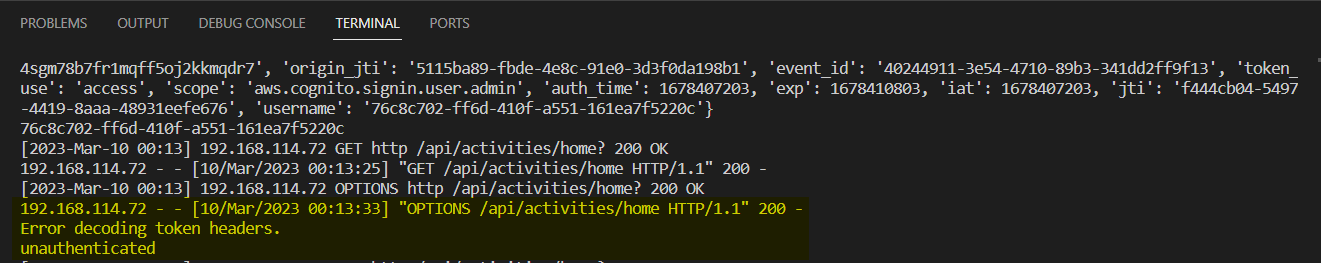 PROBLEMS OUTPUT DEBUG CONSOLE TERMINAL PORTS
4sgm78b7fr1mqff5oj2kkmqdr7', 'origin_jti': '5115ba89-fbde-4e8c-91e0-3d3f0da198b1', 'event_id': '40244911-3e54-4710-89b3-341dd2ff9f13', 'token_
use': 'access', 'scope': 'aws.cognito.signin.user.admin', 'auth_time': 1678407203, 'exp': 1678410803, 'iat': 1678407203, 'jti': 'f444cb04-5497
-4419-8aaa-48931eefe676', 'username': '76c8c702-ff6d-410f-a551-161ea7f5220c'}
76c8c702-ff6d-410f-a551-161ea7f5220c
[2023-Mar-10 00:13] 192.168.114.72 GET http /api/activities/home? 200 OK
192.168.114.72 - - [10/Mar/2023 00:13:25] "GET /api/activities/home HTTP/1.1" 200 -
[2023-Mar-10 00:13] 192.168.114.72 OPTIONS http /api/activities/home? 200 OK
192.168.114.72 - - [10/Mar/2023 00:13:33] "OPTIONS /api/activities/home HTTP/1.1" 200 -
Error decoding token headers.
unauthenticated